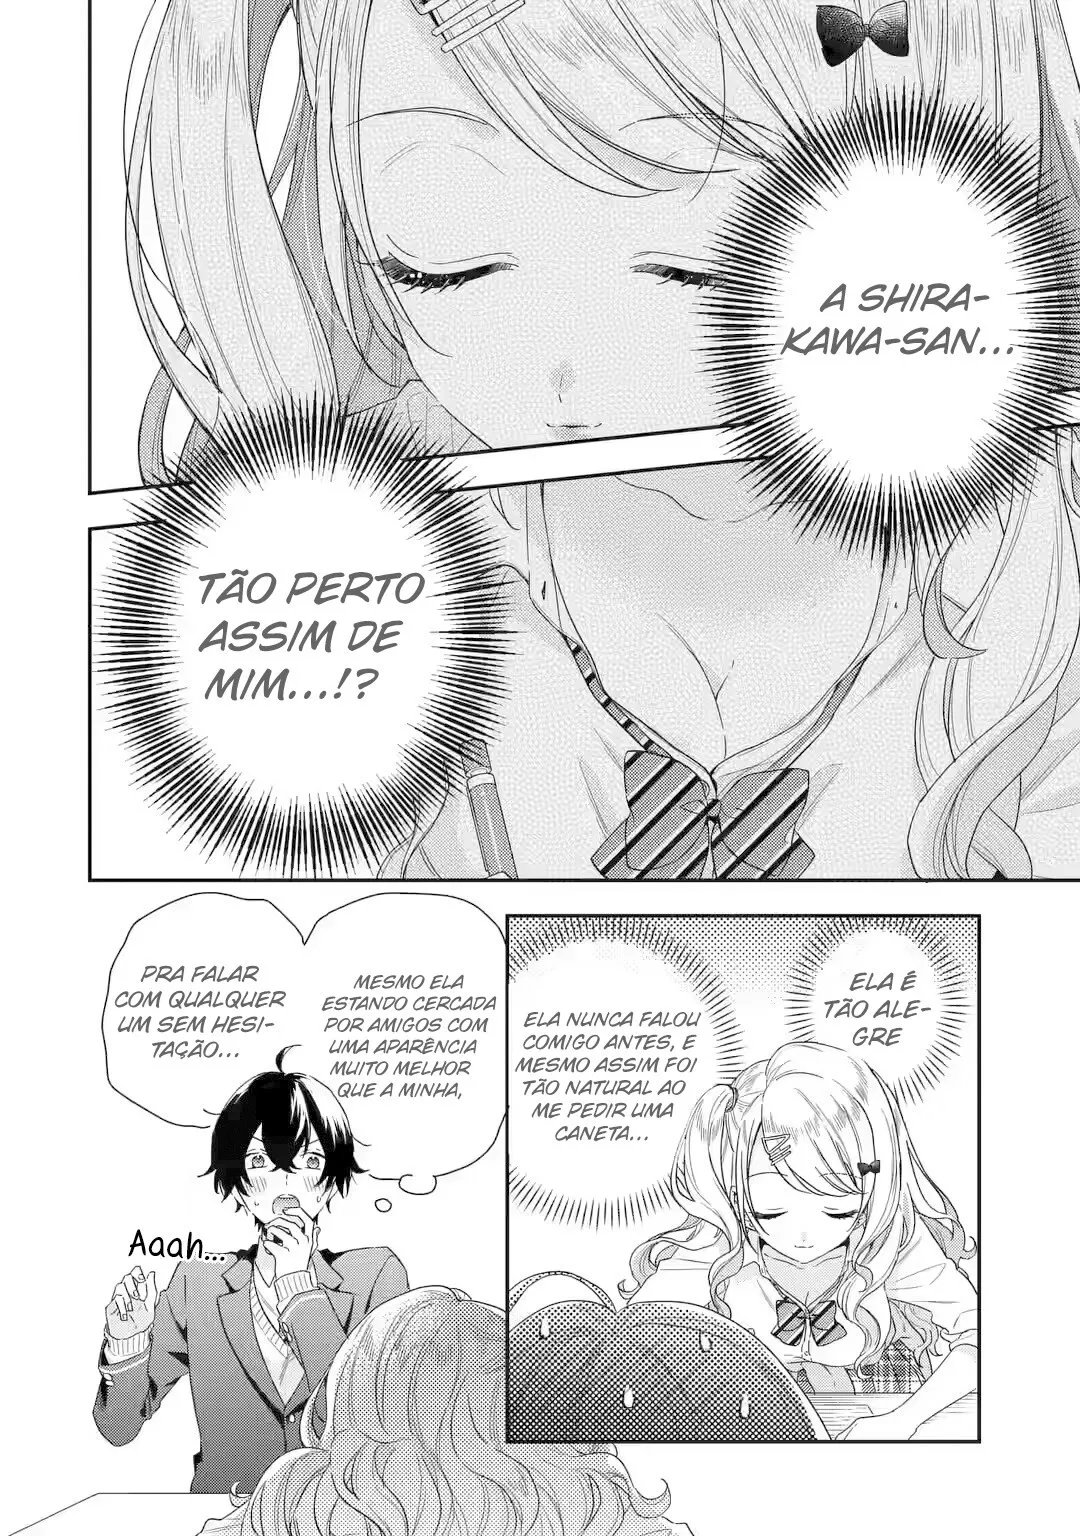 A SHIRA-
KAWA-SAN...
TÃO PERTO
ASSIM DE
MIM...!?
ELA É
TÃO ALE-
GRE
ELA NUNCA FALOU
COMIGO ANTES, E
MESMO ASSIM FOI
TÃO NATURAL AO
ME PEDIR UMA
CANETA...
MESMO ELA
ESTANDO CERCADA
POR AMIGOS COM
UMA APARÊNCIA
MUITO MELHOR
QUE A MINHA,
PRA FALAR
COM QUALQUER
UM SEM HESI-
TAÇÃO...
Aaah...